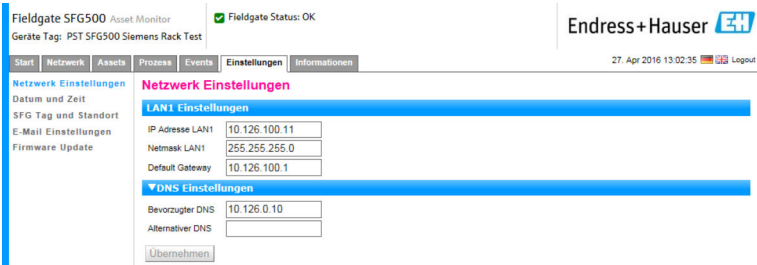 Fieldgate SFG500 Asset Monitor
Geräte Tag: PST SFG500 Siemens Rack Test
Fieldgate Status: OK
Endress+Hauser EH
Start Netzwerk Assets Prozess Events Einstellungen Informationen
27. Apr 2016 13:02:35 Logout
Netzwerk Einstellungen
Datum und Zeit
SFG Tag und Standort
E-Mail Einstellungen
Firmware Update
Netzwerk Einstellungen
LAN1 Einstellungen
IP Adresse LAN1 10.126.100.11
Netmask LAN1 255.255.255.0
Default Gateway 10.126.100.1
▼DNS Einstellungen
Bevorzugter DNS 10.126.0.10
Alternativer DNS
Übernehmen